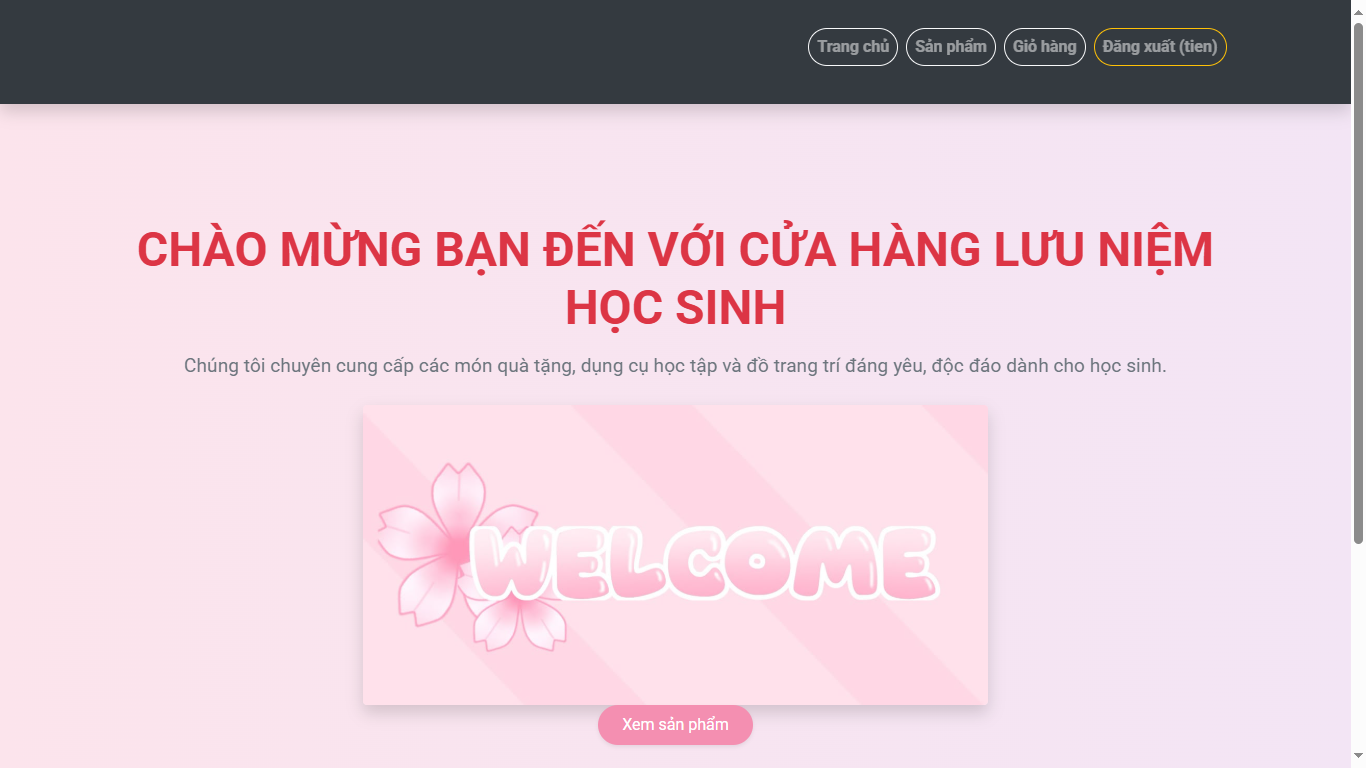 Trang chủ
Sản phẩm
Giỏ hàng
Đăng xuất (tien)
CHÀO MỪNG BẠN ĐẾN VỚI CỬA HÀNG LƯU NIỆM
HỌC SINH
Chúng tôi chuyên cung cấp các món quà tặng, dụng cụ học tập và đồ trang trí đáng yêu, độc đáo dành cho học sinh.
WELCOME
Xem sản phẩm